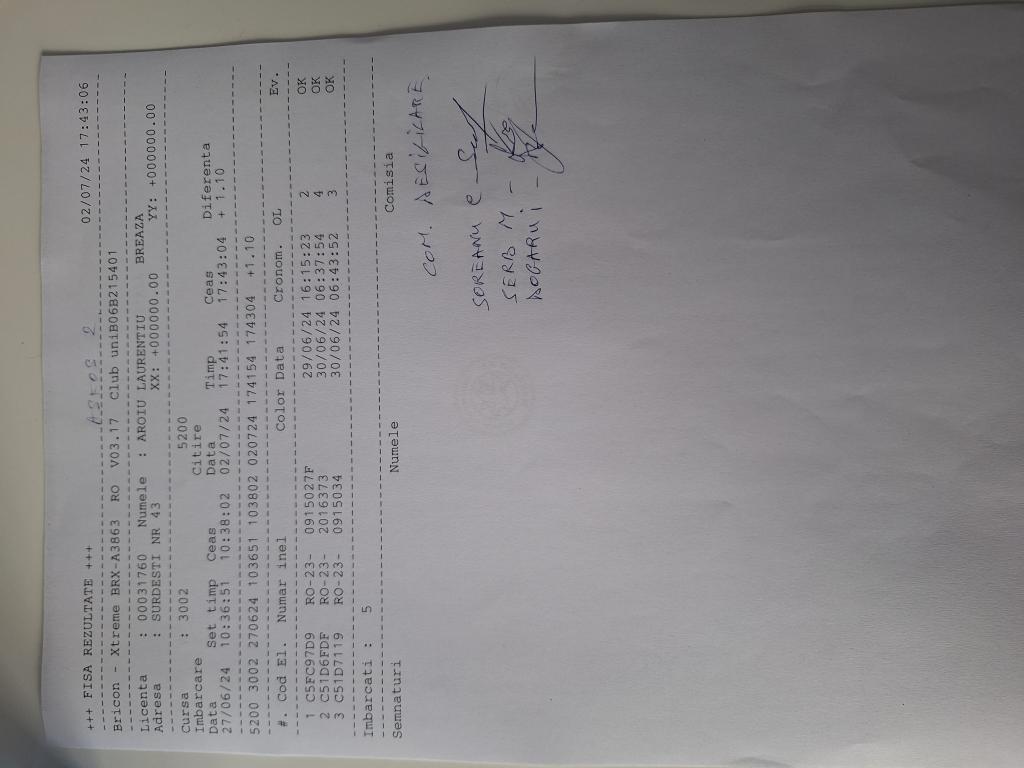 +++ FISA REZULTATE +++ 02/07/24 17:43:06
ASROS 2
Bricon - Xtreme BRX-A3863 RO V03.17 Club uniB06B215401
Licenta : 00031760 Numele : AROIU LAURENTIU BREAZA
Adresa : SURDESTI NR 43 XX: +000000.00 YY: +000000.00
Cursa : 3002 5200
Imbarcare Citire
Data Set timp Ceas Data Timp Ceas Diferenta
27/06/24 10:36:51 10:38:02 02/07/24 17:41:54 17:43:04 + 1.10
5200 3002 270624 103651 103802 020724 174154 174304 +1.10
#. Cod El. Numar inel Color Data Cronom. OL Ev.
1 C5FC97D9 RO-23- 0915027F 29/06/24 16:15:23 2 OK
2 C51D6FDF RO-23- 2016373 30/06/24 06:37:54 4 OK
3 C51D7119 RO-23- 0915034 30/06/24 06:43:52 3 OK
Imbarcati : 5
Semnaturi Numele Comisia
COM. DESIGILARE.
SOREANU C
SERB M -
DOGARU i -